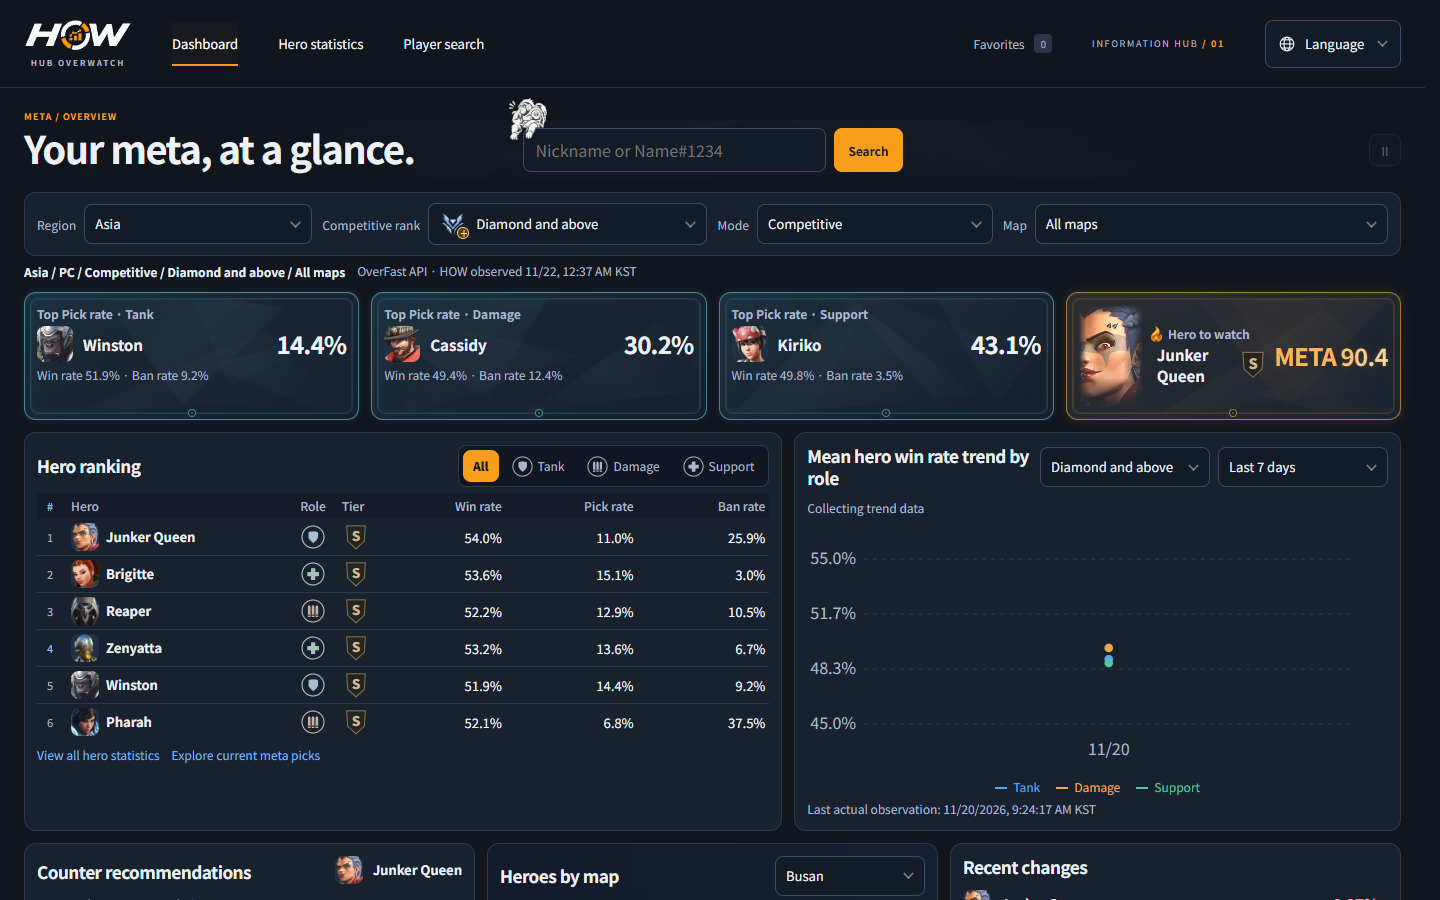 HOW
HUB OVERWATCH
Dashboard
Hero statistics
Player search
Favorites 0
INFORMATION HUB / 01
Language
META / OVERVIEW
Your meta, at a glance.
Nickname or Name#1234
Search
Region
Asia
Competitive rank
Diamond and above
Mode
Competitive
Map
All maps
Asia / PC / Competitive / Diamond and above / All maps
OverFast API · HOW observed 11/22, 12:37 AM KST
Top Pick rate · Tank
Winston
14.4%
Win rate 51.9% · Ban rate 9.2%
Top Pick rate · Damage
Cassidy
30.2%
Win rate 49.4% · Ban rate 12.4%
Top Pick rate · Support
Kiriko
43.1%
Win rate 49.8% · Ban rate 3.5%
Hero to watch
Junker
Queen
S
META 90.4
Hero ranking
All
Tank
Damage
Support
# Hero Role Tier Win rate Pick rate Ban rate
1 Junker Queen S 54.0% 11.0% 25.9%
2 Brigitte S 53.6% 15.1% 3.0%
3 Reaper S 52.2% 12.9% 10.5%
4 Zenyatta S 53.2% 13.6% 6.7%
5 Winston S 51.9% 14.4% 9.2%
6 Pharah S 52.1% 6.8% 37.5%
View all hero statistics
Explore current meta picks
Mean hero win rate trend by
role
Diamond and above
Last 7 days
Collecting trend data
55.0%
51.7%
48.3%
45.0%
11/20
Tank
Damage
Support
Last actual observation: 11/20/2026, 9:24:17 AM KST
Counter recommendations
Junker Queen
Heroes by map
Busan
Recent changes